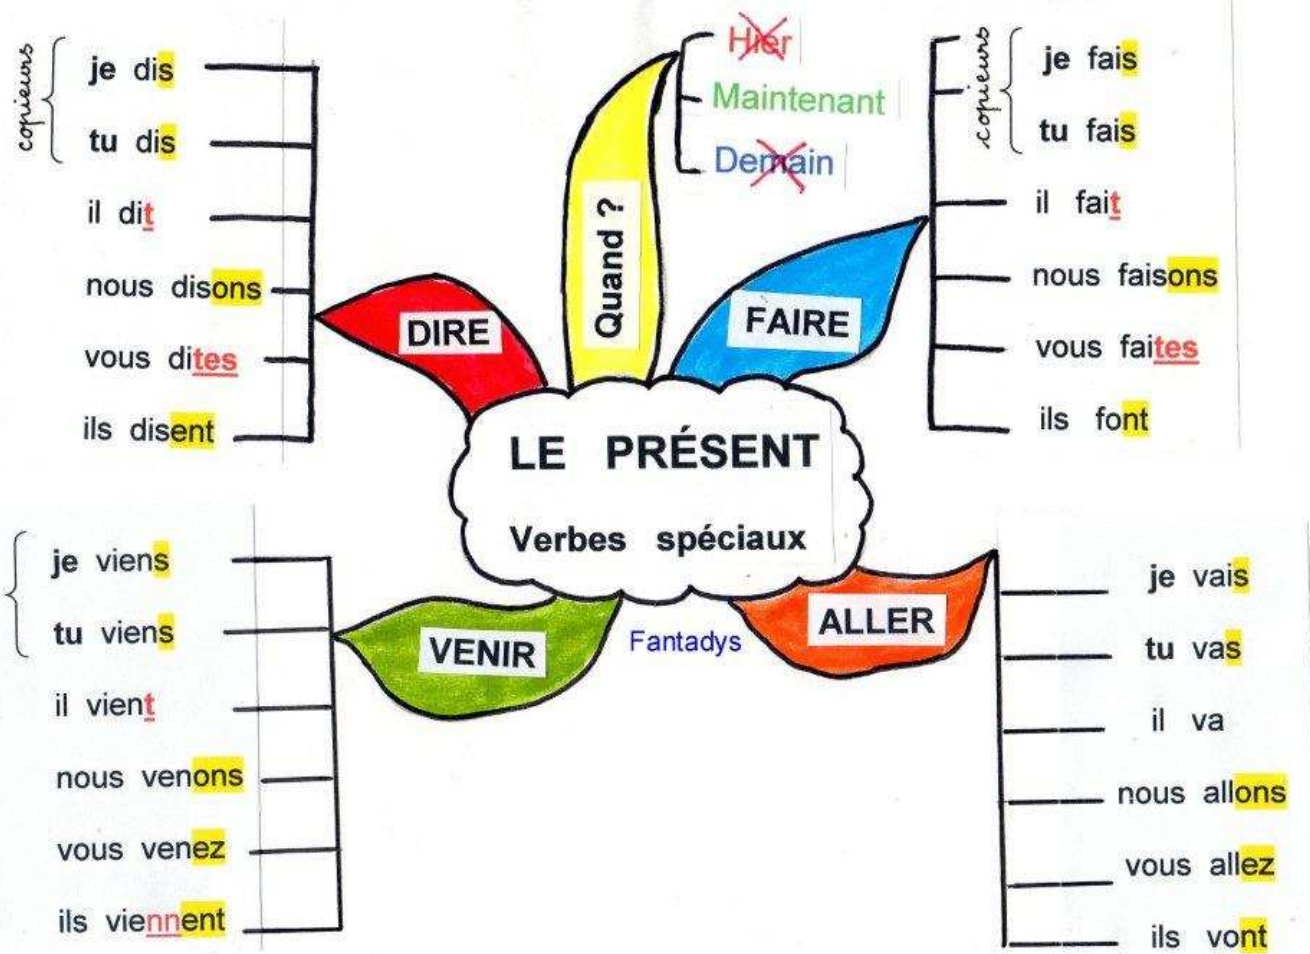 LE PRÉSENT
Verbes spéciaux
Fantadys
Quand ?
Hier
Maintenant
Demain
DIRE
copieurs
je dis
tu dis
il dit
nous disons
vous dites
ils disent
FAIRE
copieurs
je fais
tu fais
il fait
nous faisons
vous faites
ils font
VENIR
je viens
tu viens
il vient
nous venons
vous venez
ils viennent
ALLER
je vais
tu vas
il va
nous allons
vous allez
ils vont